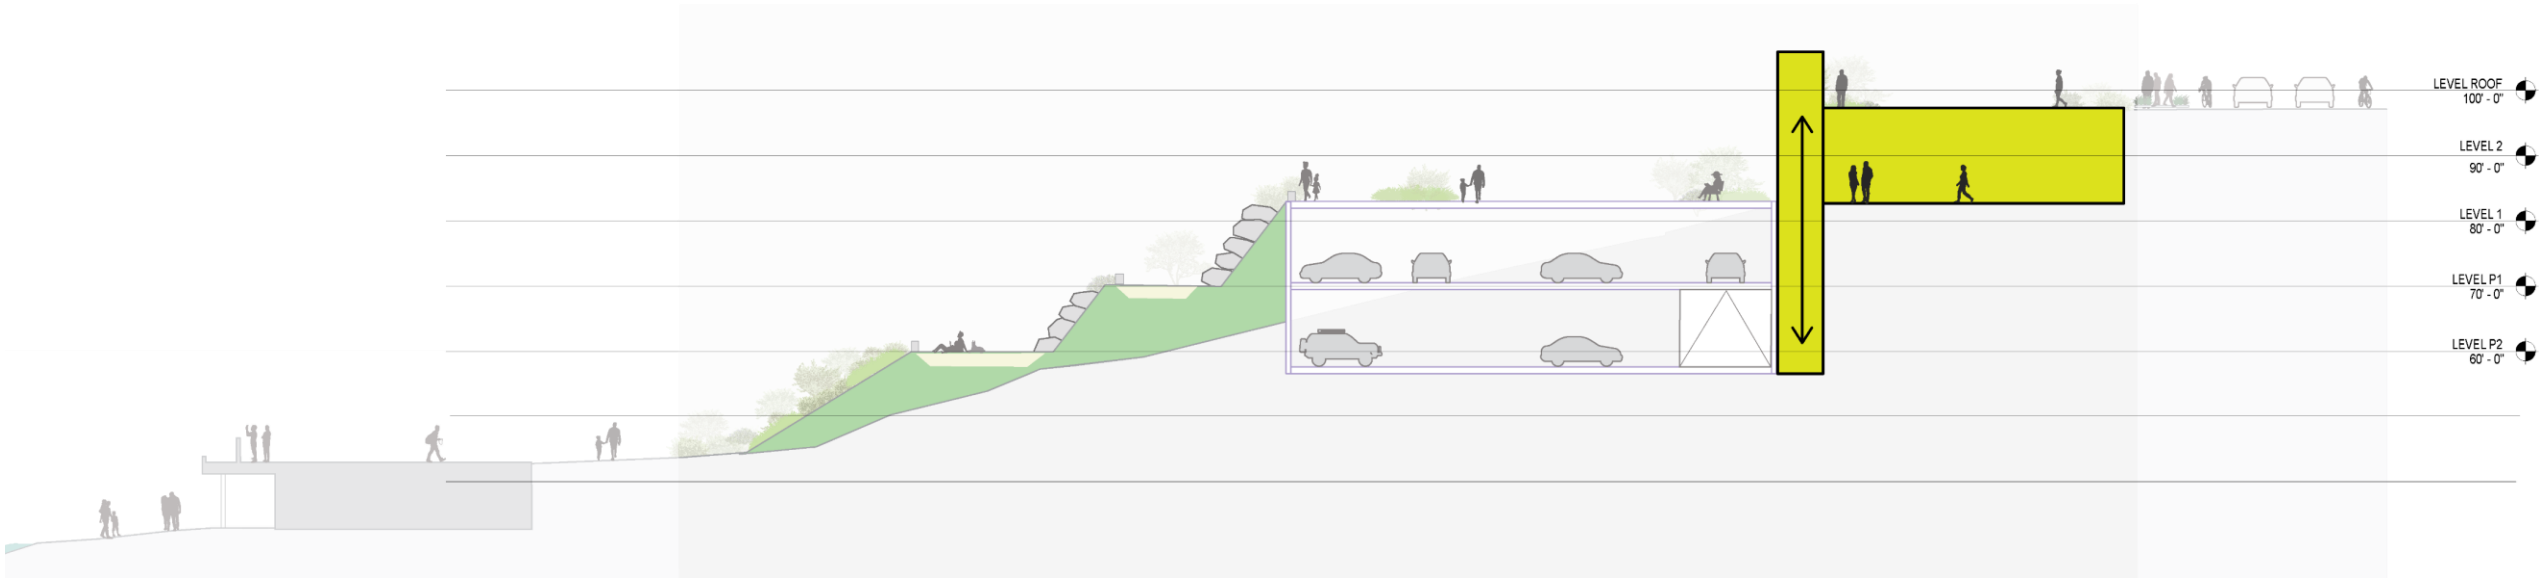 LEVEL ROOF
100' - 0"
LEVEL 2
90' - 0"
LEVEL 1
80' - 0"
LEVEL P1
70' - 0"
LEVEL P2
60' - 0"